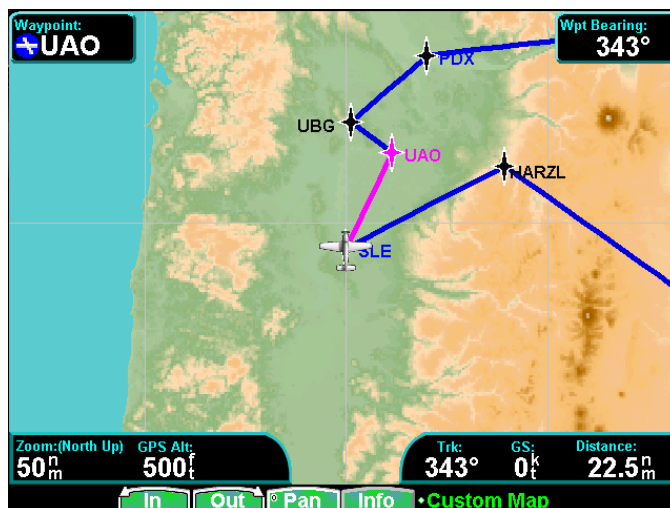 Waypoint:
UAO
Wpt Bearing:
343°
PDX
UBG
UAO
HARZL
SLE
Zoom:(North Up)
50nm
GPS Alt:
500ft
Trk:
343°
GS:
0kt
Distance:
22.5nm
In
Out
Pan
Info
Custom Map